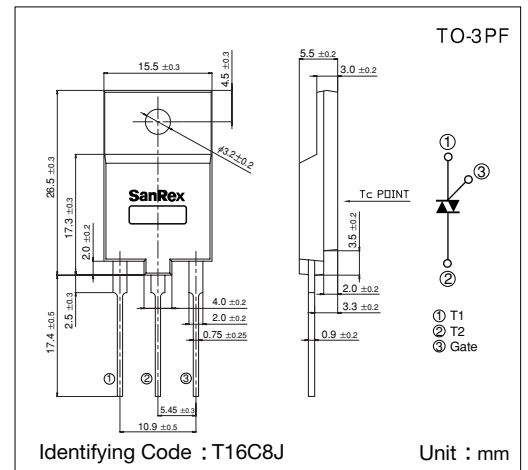 TO-3PF
5.5 ±0.2
3.0 ±0.2
15.5 ±0.3
4.5 ±0.3
φ3.2±0.2
26.5 ±0.3
17.3 ±0.3
2.0 ±0.2
SanRex
Tc POINT
3.5 ±0.2
①
③
②
2.5 ±0.3
17.4 ±0.5
4.0 ±0.2
2.0 ±0.2
0.75 ±0.25
2.0 ±0.2
3.3 ±0.2
0.9 ±0.2
① T1
② T2
③ Gate
① ② ③
5.45 ±0.3
10.9 ±0.5
Identifying Code : T16C8J
Unit : mm